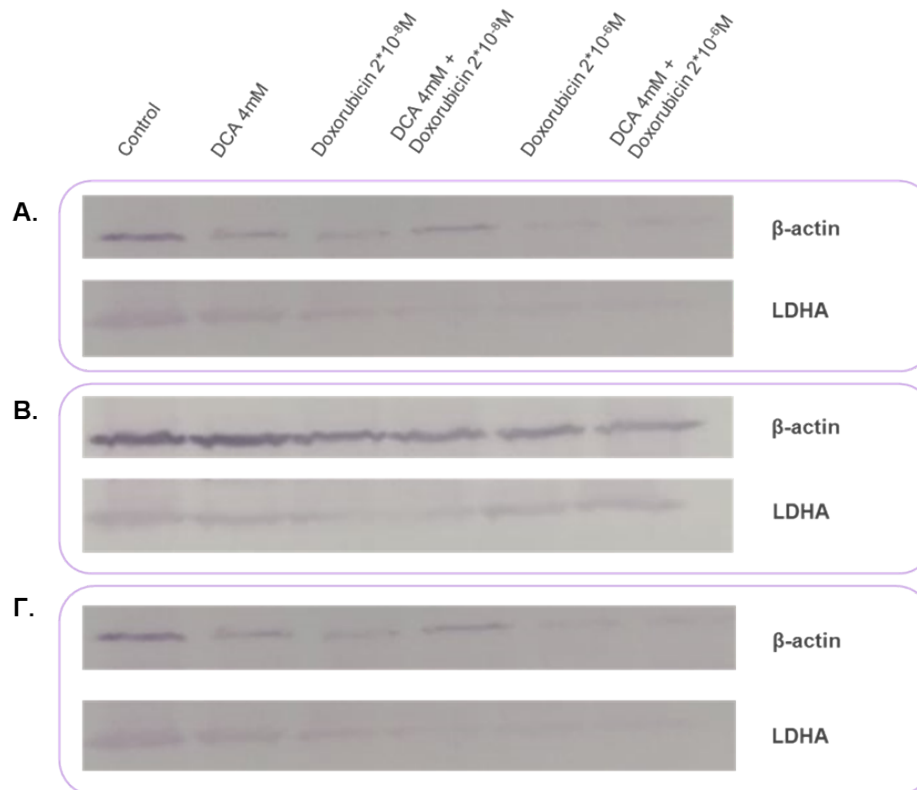 Control
DCA 4mM
Doxorubicin 2*10⁻⁸M
DCA 4mM +
Doxorubicin 2*10⁻⁸M
Doxorubicin 2*10⁻⁶M
DCA 4mM +
Doxorubicin 2*10⁻⁶M
Α.
β-actin
LDHA
Β.
β-actin
LDHA
Γ.
β-actin
LDHA